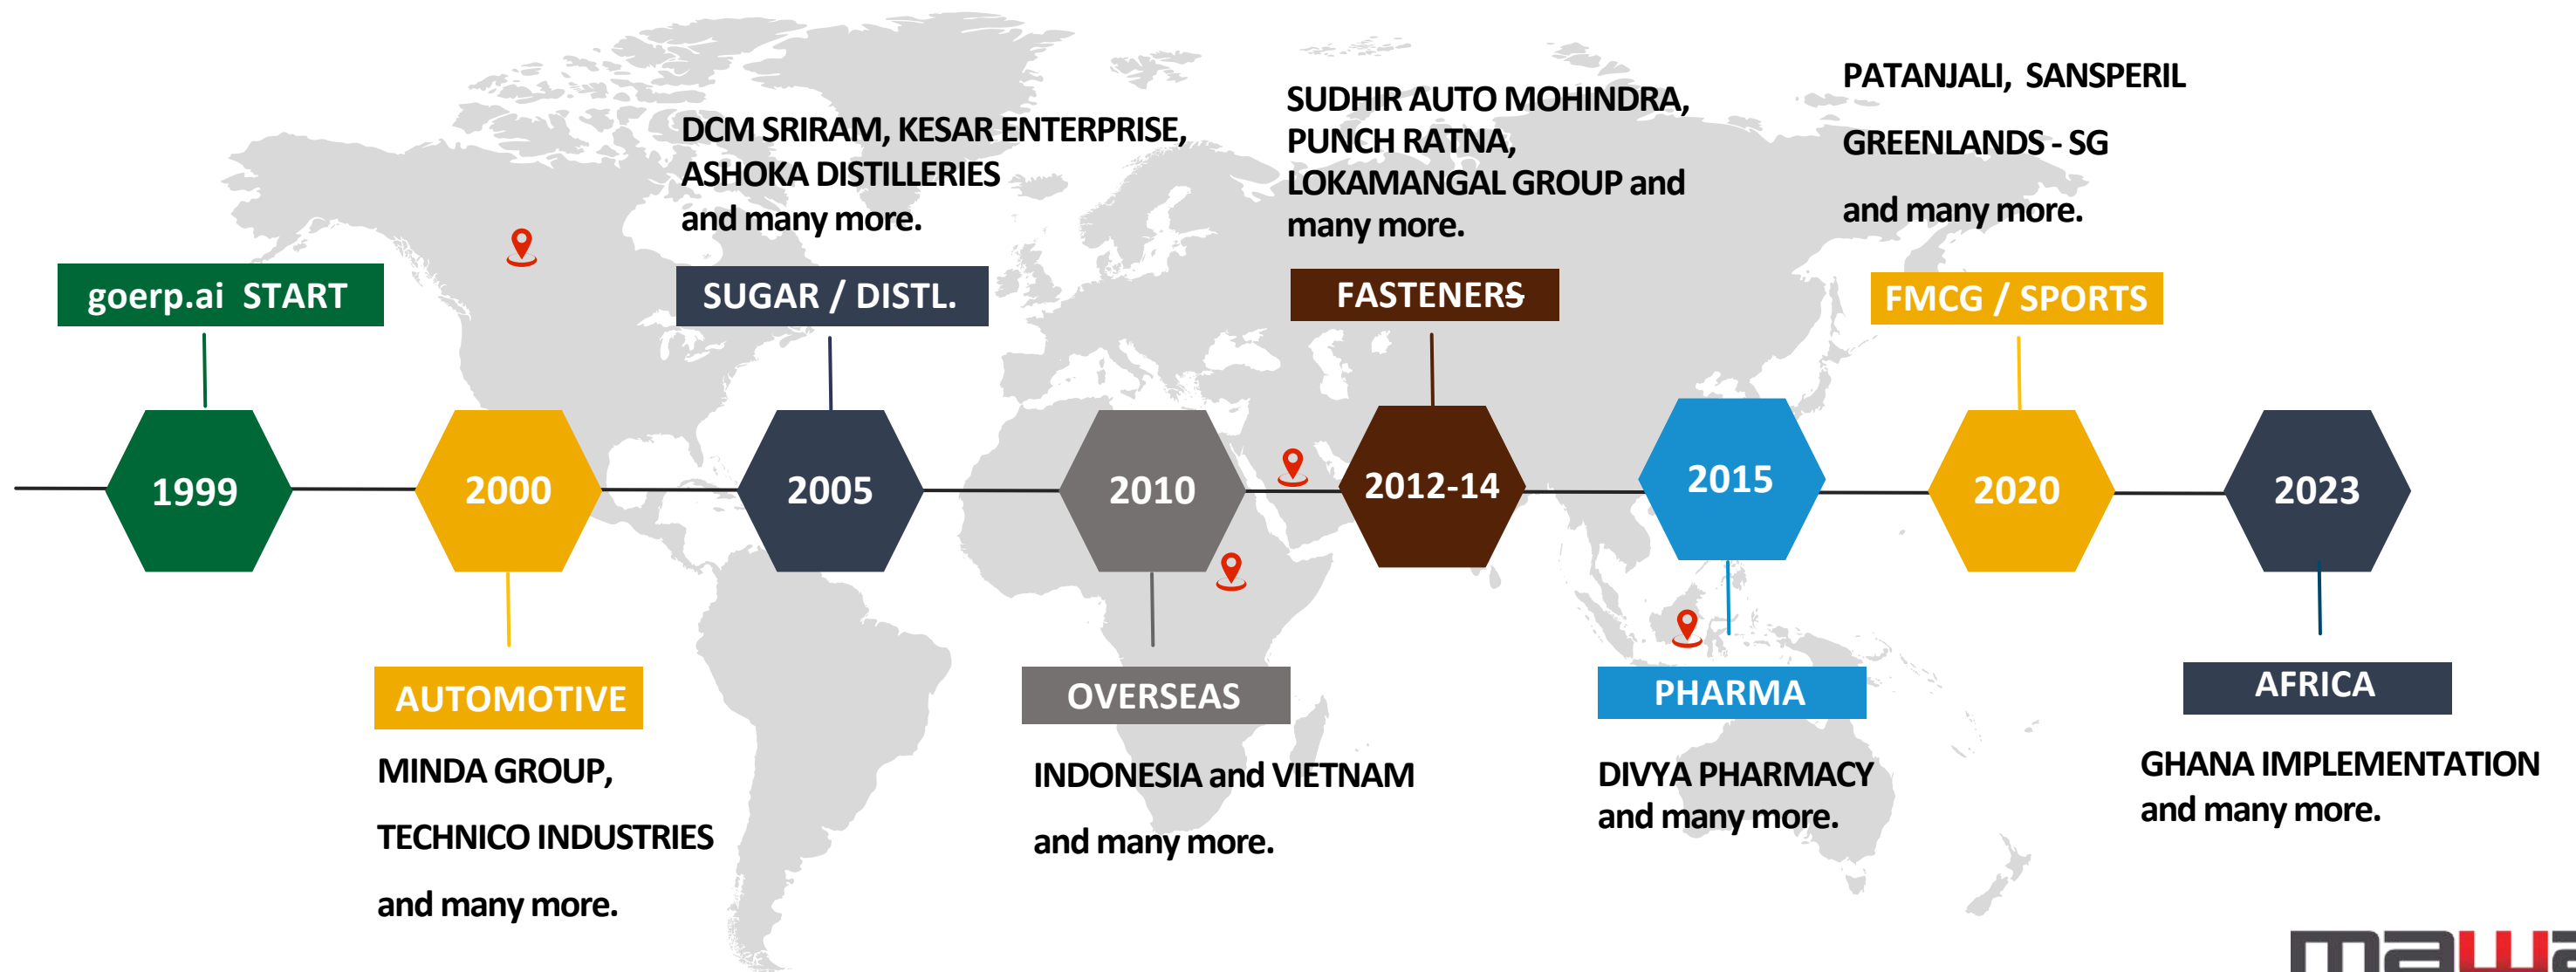 goerp.ai START
1999
2000
AUTOMOTIVE
MINDA GROUP,
TECHNICO INDUSTRIES
and many more.
DCM SRIRAM, KESAR ENTERPRISE,
ASHOKA DISTILLERIES
and many more.
SUGAR / DISTL.
2005
2010
OVERSEAS
INDONESIA and VIETNAM
and many more.
SUDHIR AUTO MOHINDRA,
PUNCH RATNA,
LOKAMANGAL GROUP and
many more.
FASTENERS
2012-14
2015
PHARMA
DIVYA PHARMACY
and many more.
PATANJALI, SANSPERIL
GREENLANDS - SG
and many more.
FMCG / SPORTS
2020
2023
AFRICA
GHANA IMPLEMENTATION
and many more.